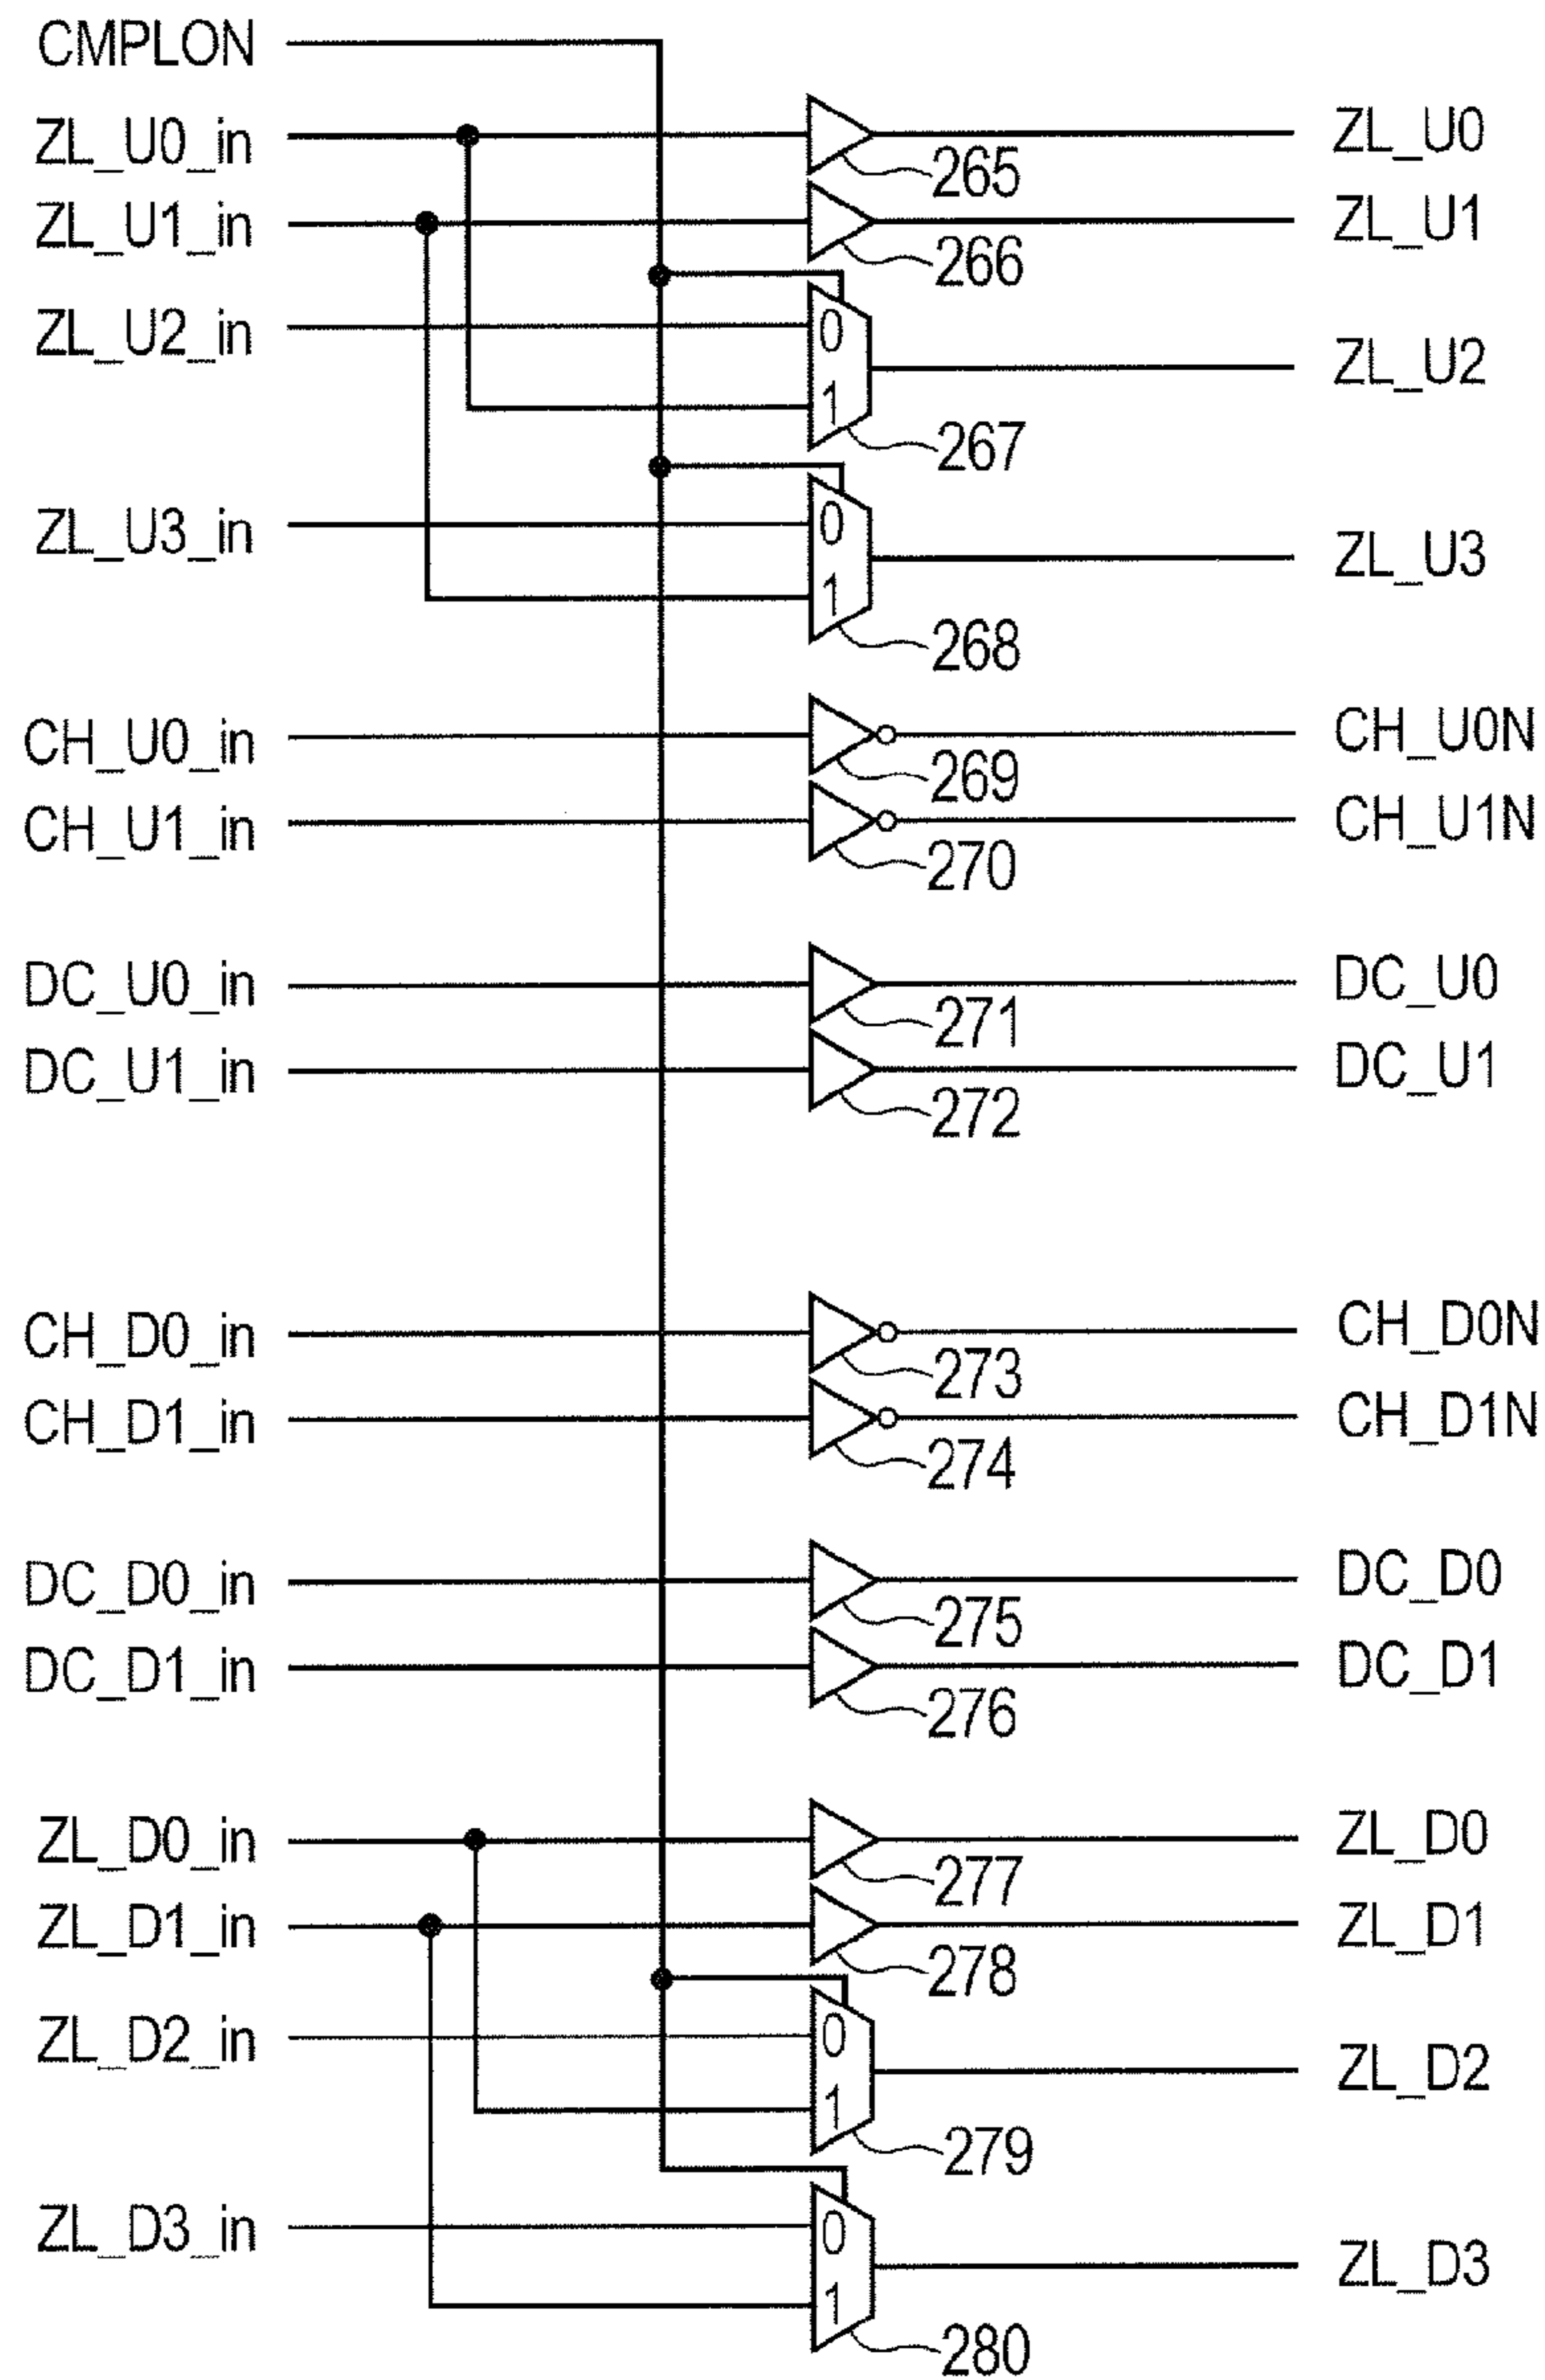 CMPLON
ZL_U0_in
265
ZL_U0
ZL_U1_in
266
ZL_U1
ZL_U2_in
0
1
267
ZL_U2
ZL_U3_in
0
1
268
ZL_U3
CH_U0_in
269
CH_U0N
CH_U1_in
270
CH_U1N
DC_U0_in
271
DC_U0
DC_U1_in
272
DC_U1
CH_D0_in
273
CH_D0N
CH_D1_in
274
CH_D1N
DC_D0_in
275
DC_D0
DC_D1_in
276
DC_D1
ZL_D0_in
277
ZL_D0
ZL_D1_in
278
ZL_D1
ZL_D2_in
0
1
279
ZL_D2
ZL_D3_in
0
1
280
ZL_D3